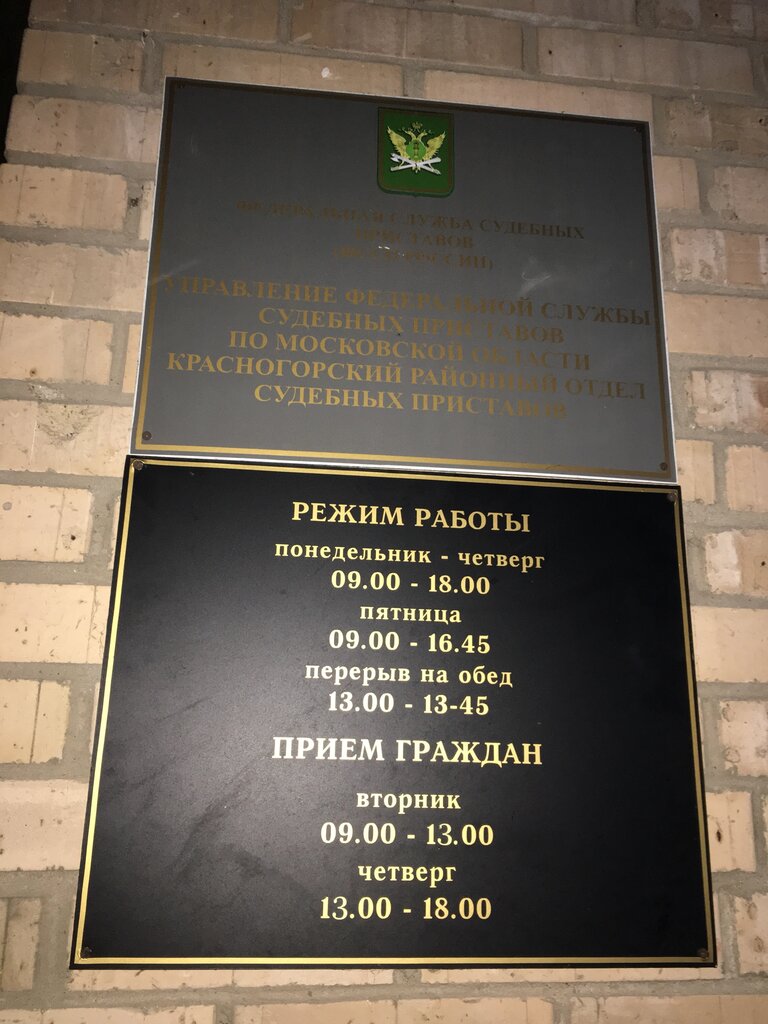 ФЕДЕРАЛЬНАЯ СЛУЖБА СУДЕБНЫХ
ПРИСТАВОВ
(ФССП РОССИИ)
УПРАВЛЕНИЕ ФЕДЕРАЛЬНОЙ СЛУЖБЫ
СУДЕБНЫХ ПРИСТАВОВ
ПО МОСКОВСКОЙ ОБЛАСТИ
КРАСНОГОРСКИЙ РАЙОННЫЙ ОТДЕЛ
СУДЕБНЫХ ПРИСТАВОВ
РЕЖИМ РАБОТЫ
понедельник - четверг
09.00 - 18.00
пятница
09.00 - 16.45
перерыв на обед
13.00 - 13-45
ПРИЕМ ГРАЖДАН
вторник
09.00 - 13.00
четверг
13.00 - 18.00